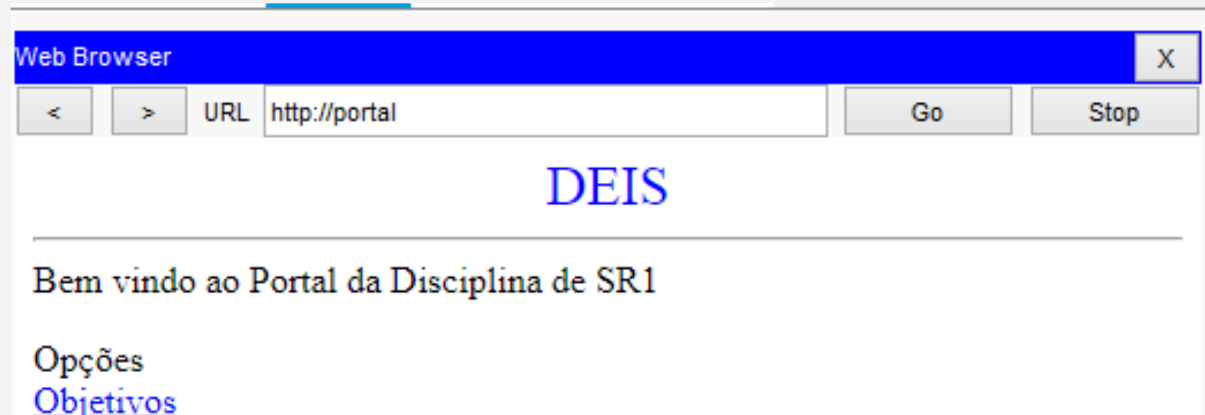 Web Browser X
< > URL http://portal Go Stop
DEIS
Bem vindo ao Portal da Disciplina de SR1
Opções
Objetivos